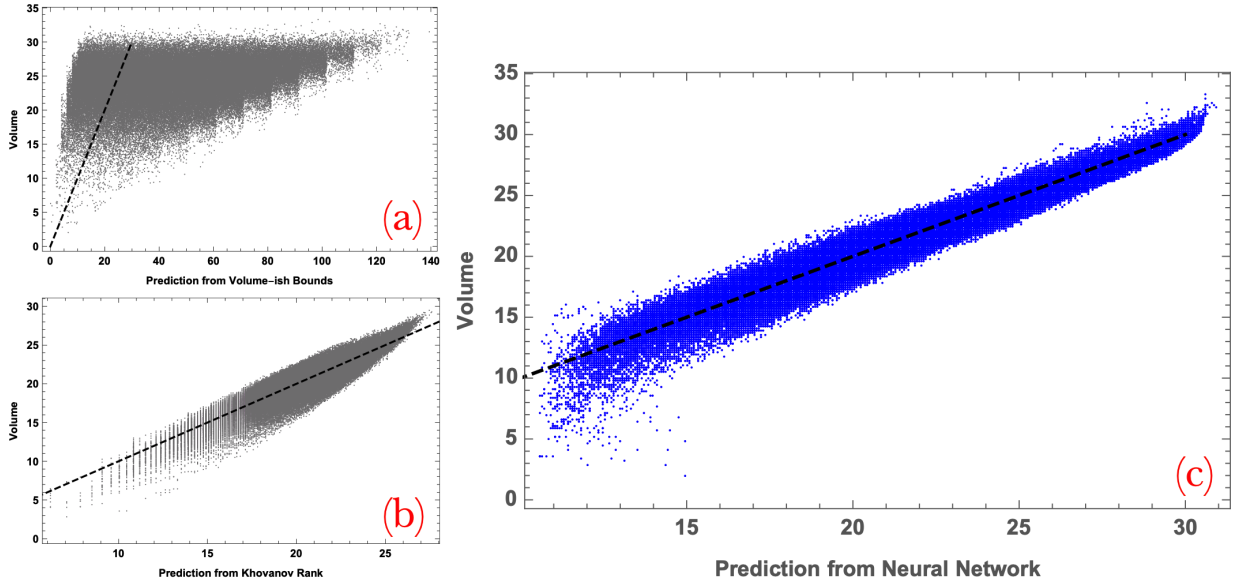 35
30
25
20
15
10
5
0
Volume
(a)
0 20 40 60 80 100 120 140
Prediction from Volume-ish Bounds
30
25
20
15
10
5
0
Volume
(b)
10 15 20 25
Prediction from Khovanov Rank
35
30
25
20
15
10
5
0
Volume
(c)
15 20 25 30
Prediction from Neural Network